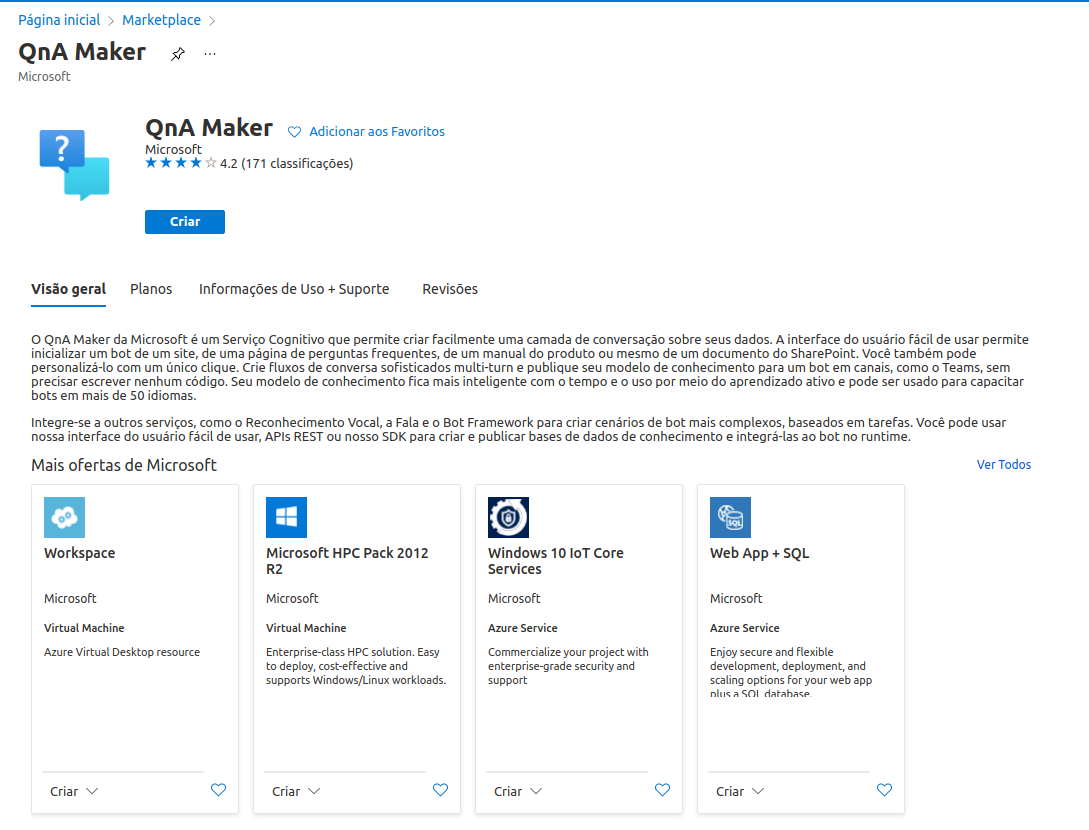 Página inicial > Marketplace >
QnA Maker
Microsoft
?
QnA Maker
Adicionar aos Favoritos
Microsoft
4.2 (171 classificações)
Criar
Visão geral Planos Informações de Uso + Suporte Revisões
O QnA Maker da Microsoft é um Serviço Cognitivo que permite criar facilmente uma camada de conversação sobre seus dados. A interface do usuário fácil de usar permite
inicializar um bot de um site, de uma página de perguntas frequentes, de um manual do produto ou mesmo de um documento do SharePoint. Você também pode
personalizá-lo com um único clique. Crie fluxos de conversa sofisticados multi-turn e publique seu modelo de conhecimento para um bot em canais, como o Teams, sem
precisar escrever nenhum código. Seu modelo de conhecimento fica mais inteligente com o tempo e o uso por meio do aprendizado ativo e pode ser usado para capacitar
bots em mais de 50 idiomas.
Integre-se a outros serviços, como o Reconhecimento Vocal, a Fala e o Bot Framework para criar cenários de bot mais complexos, baseados em tarefas. Você pode usar
nossa interface do usuário fácil de usar, APIs REST ou nosso SDK para criar e publicar bases de dados de conhecimento e integrá-las ao bot no runtime.
Mais ofertas de Microsoft
Ver Todos
Workspace
Microsoft
Virtual Machine
Azure Virtual Desktop resource
Criar
Microsoft HPC Pack 2012
R2
Microsoft
Virtual Machine
Enterprise-class HPC solution. Easy
to deploy, cost-effective and
supports Windows/Linux workloads.
Criar
Windows 10 IoT Core
Services
Microsoft
Azure Service
Commercialize your project with
enterprise-grade security and
support
Criar
SQL
Web App + SQL
Microsoft
Azure Service
Enjoy secure and flexible
development, deployment, and
scaling options for your web app
plus a SQL database.
Criar